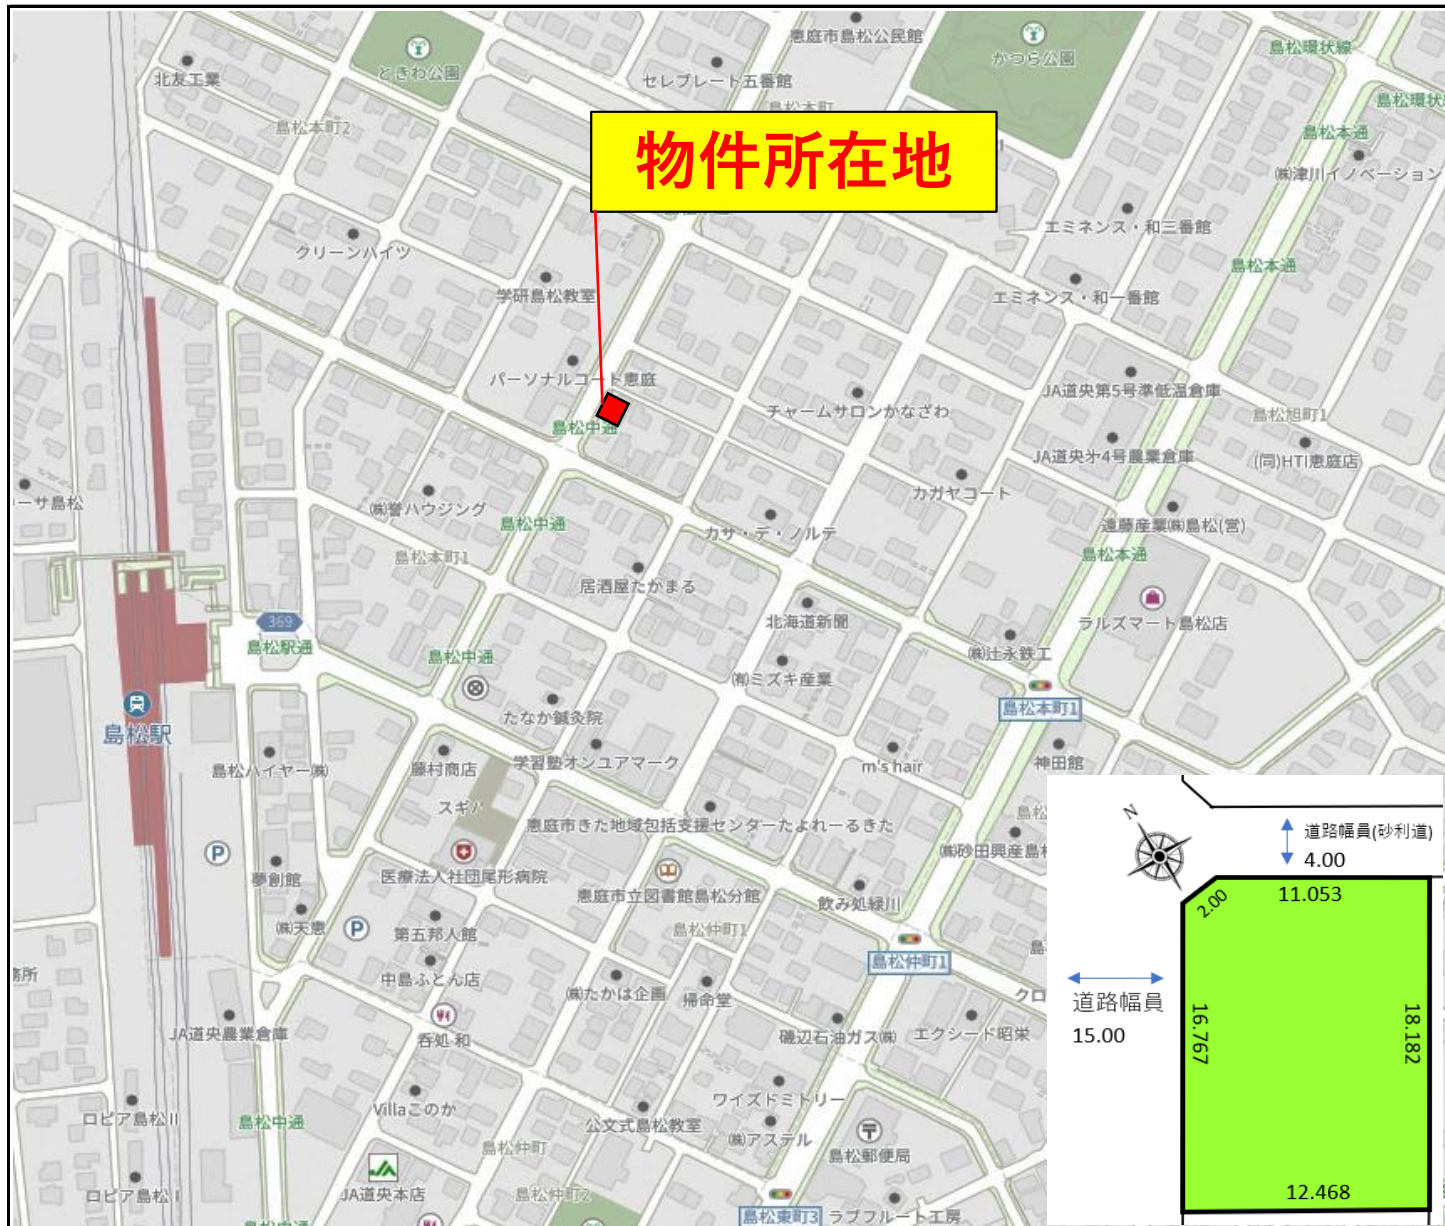 恵庭市島松公民館
かつら公園
島松環状線
ときわ公園
北友工業
セレブレート五番館
島松環状
島松本町
島松本町2
島松本通
㈱津川イノベーション
物件所在地
エミネンス・和三番館
クリーンハイツ
島松本通
学研島松教室
エミネンス・和一番館
パーソナルコート恵庭
JA道央第5号準低温倉庫
チャームサロンかなざわ
島松旭町1
島松中通
JA道央第4号農業倉庫
(同)HTI恵庭店
ーサ島松
㈱誉ハウジング
カガヤコート
島松中通
カサ・デ・ノルテ
遠藤産業㈱島松(営)
島松本町1
島松本通
居酒屋たかまる
369
北海道新聞
ラルズマート島松店
島松駅通
島松中通
㈱辻永鉄工
㈲ミズキ産業
島松本町1
たなか鍼灸院
島松駅
島松ハイヤー㈱
藤村商店
学習塾オンユアマーク
m's hair
神田館
スギハ
恵庭市きた地域包括支援センターたよれーるきた
島松
㈱砂田興産島松
P
夢創館
医療法人社団尾形病院
恵庭市立図書館島松分館
飲み処緑川
㈱天恵
P
第五邦人館
島松仲町1
島松仲町1
島
務所
中島ふとん店
㈱たかは企画
帰命堂
クロ
JA道央農業倉庫
呑処 和
磯辺石油ガス㈱
エクシード昭栄
ロピア島松II
島松中通
Villaこのか
公文式島松教室
ワイズドミトリー
㈱アステル
島松仲町
島松郵便局
ロピア島松I
JA道央本店
島松仲町2
島松中通
島松東町3
ラブフルート工房
N
道路幅員(砂利道)
4.00
2.00
11.053
道路幅員
15.00
16.767
18.182
12.468